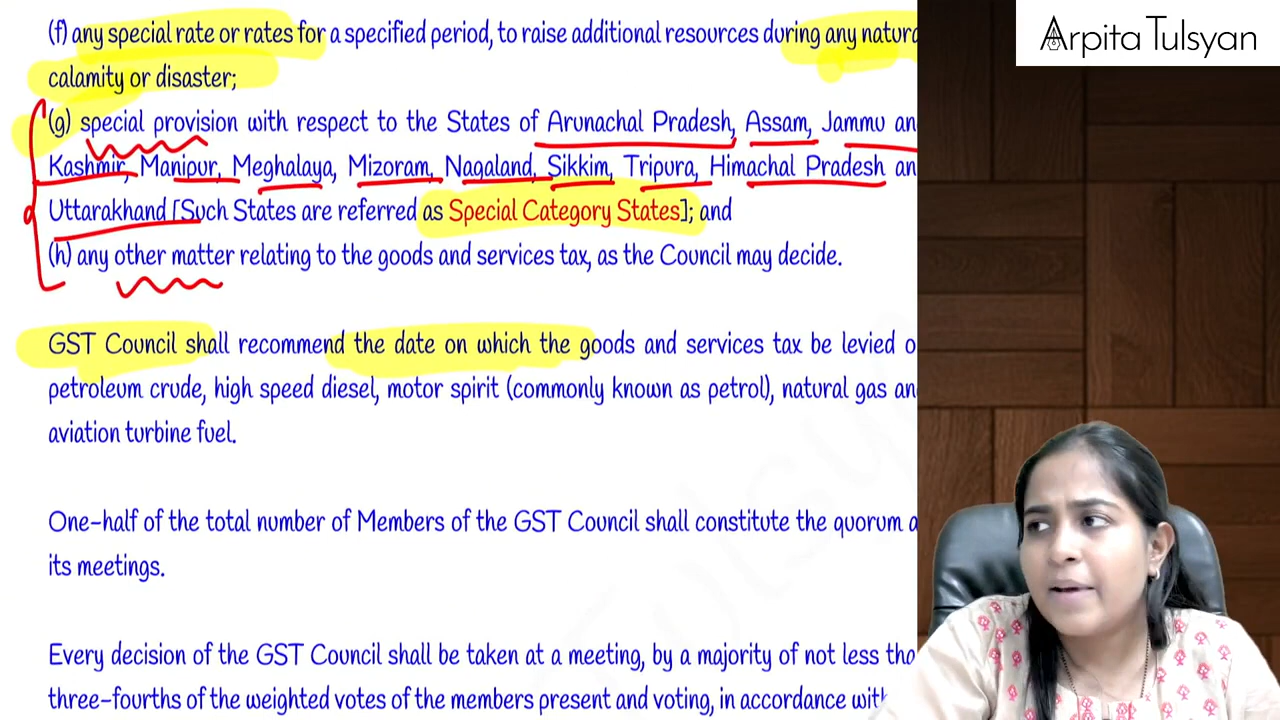 (f) any special rate or rates for a specified period, to raise additional resources during any
calamity or disaster;
(g) special provision with respect to the States of Arunachal Pradesh, Assam, Jammu
Kashmir, Manipur, Meghalaya, Mizoram, Nagaland, Sikkim, Tripura, Himachal Pradesh
Uttarakhand [Such States are referred as Special Category States]; and
(h) any other matter relating to the goods and services tax, as the Council may decide.
GST Council shall recommend the date on which the goods and services tax be levied
petroleum crude, high speed diesel, motor spirit (commonly known as petrol), natural gas
aviation turbine fuel.
One-half of the total number of Members of the GST Council shall constitute the quorum
its meetings.
Every decision of the GST Council shall be taken at a meeting, by a majority of not less
three-fourths of the weighted votes of the members present and voting, in accordance
Arpita Tulsyan